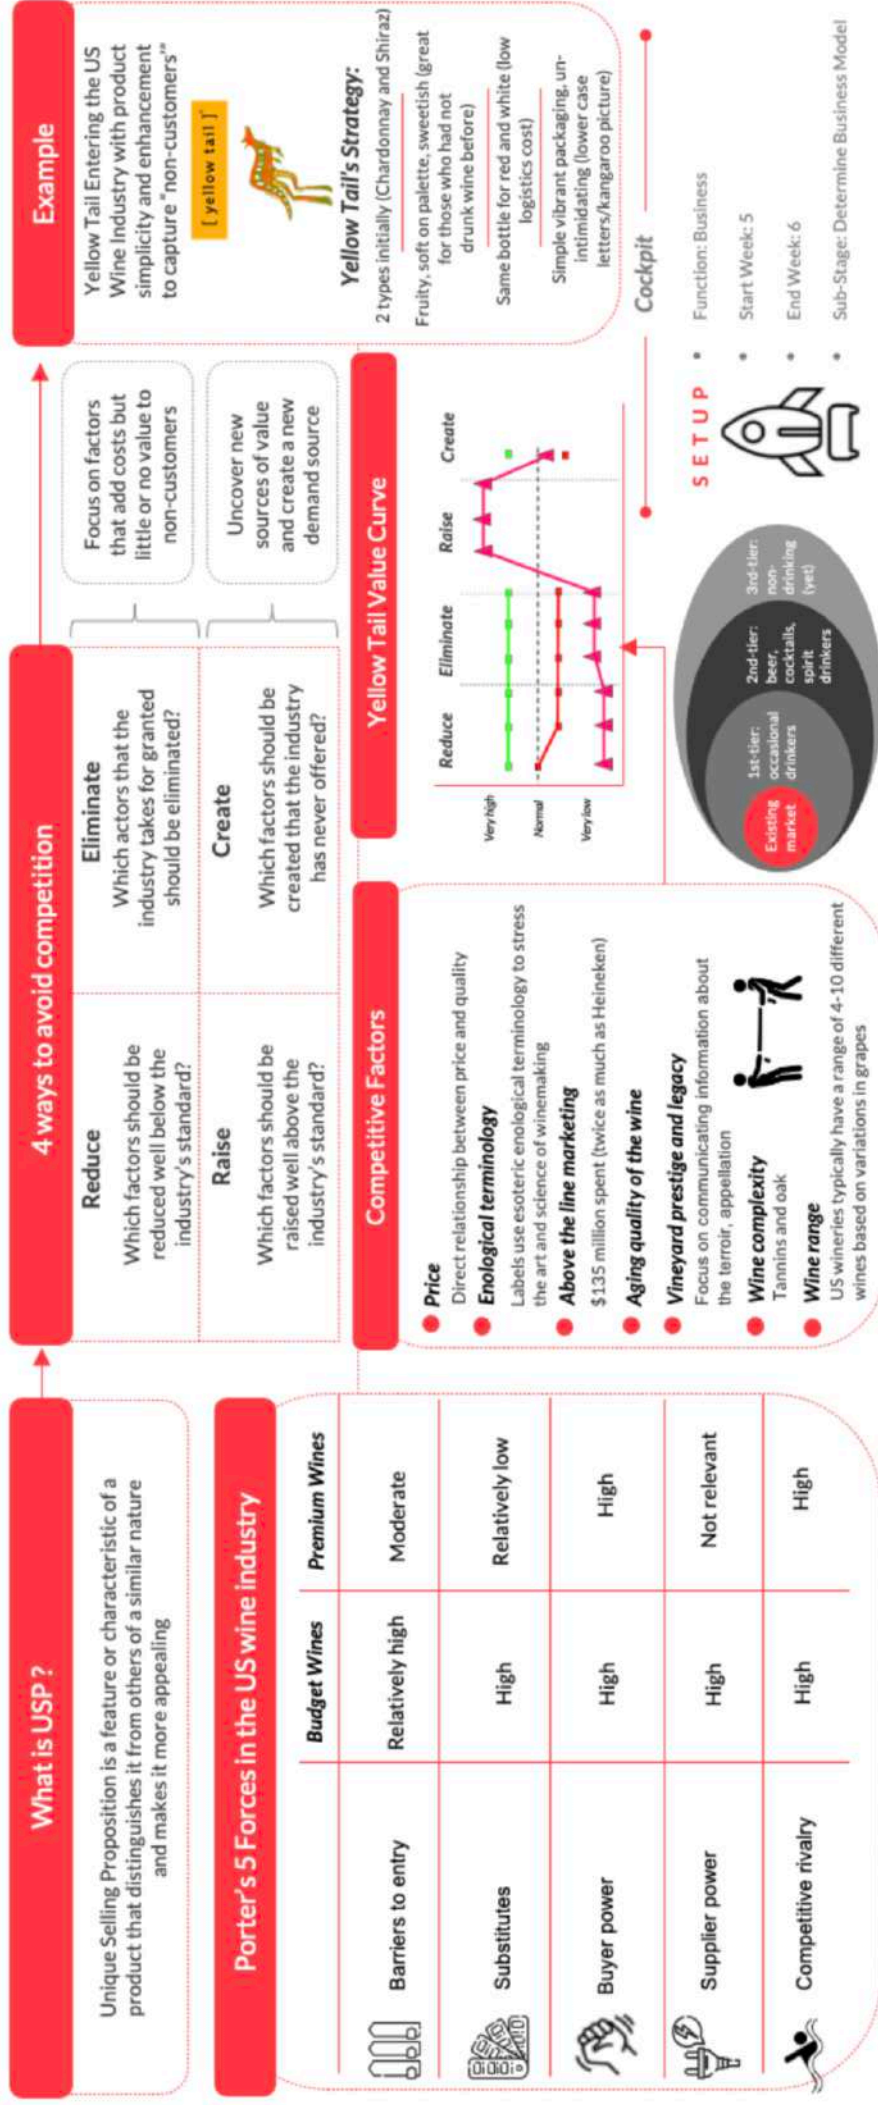 What is USP?
Unique Selling Proposition is a feature or characteristic of a
product that distinguishes it from others of a similar nature
and makes it more appealing
Porter's 5 Forces in the US wine industry
Budget Wines Premium Wines
Barriers to entry Relatively high Moderate
Substitutes High Relatively low
Buyer power High High
Supplier power High Not relevant
Competitive rivalry High High
4 ways to avoid competition
Reduce
Which factors should be
reduced well below the
industry's standard?
Eliminate
Which actors that the
industry takes for granted
should be eliminated?
Raise
Which factors should be
raised well above the
industry's standard?
Create
Which factors should be
created that the industry
has never offered?
Focus on factors
that add costs but
little or no value to
non-customers
Uncover new
sources of value
and create a new
demand source
Competitive Factors
Price
Direct relationship between price and quality
Enological terminology
Labels use esoteric enological terminology to stress
the art and science of winemaking
Above the line marketing
$135 million spent (twice as much as Heineken)
Aging quality of the wine
Vineyard prestige and legacy
Focus on communicating information about
the terroir, appellation
Wine complexity
Tannins and oak
Wine range
US wineries typically have a range of 4-10 different
wines based on variations in grapes
Yellow Tail Value Curve
Reduce Eliminate Raise Create
Very high
Normal
Very low
Existing
market
1st-tier:
occasional
drinkers
2nd-tier:
beer,
cocktails,
spirit
drinkers
3rd-tier:
non-
drinking
(yet)
Example
Yellow Tail Entering the US
Wine Industry with product
simplicity and enhancement
to capture "non-customers"'
[ yellow tail ]
Yellow Tail's Strategy:
2 types initially (Chardonnay and Shiraz)
Fruity, soft on palette, sweetish (great
for those who had not
drunk wine before)
Same bottle for red and white (low
logistics cost)
Simple vibrant packaging, un-
intimidating (lower case
letters/kangaroo picture)
Cockpit
SETUP
Function: Business
Start Week: 5
End Week: 6
Sub-Stage: Determine Business Model